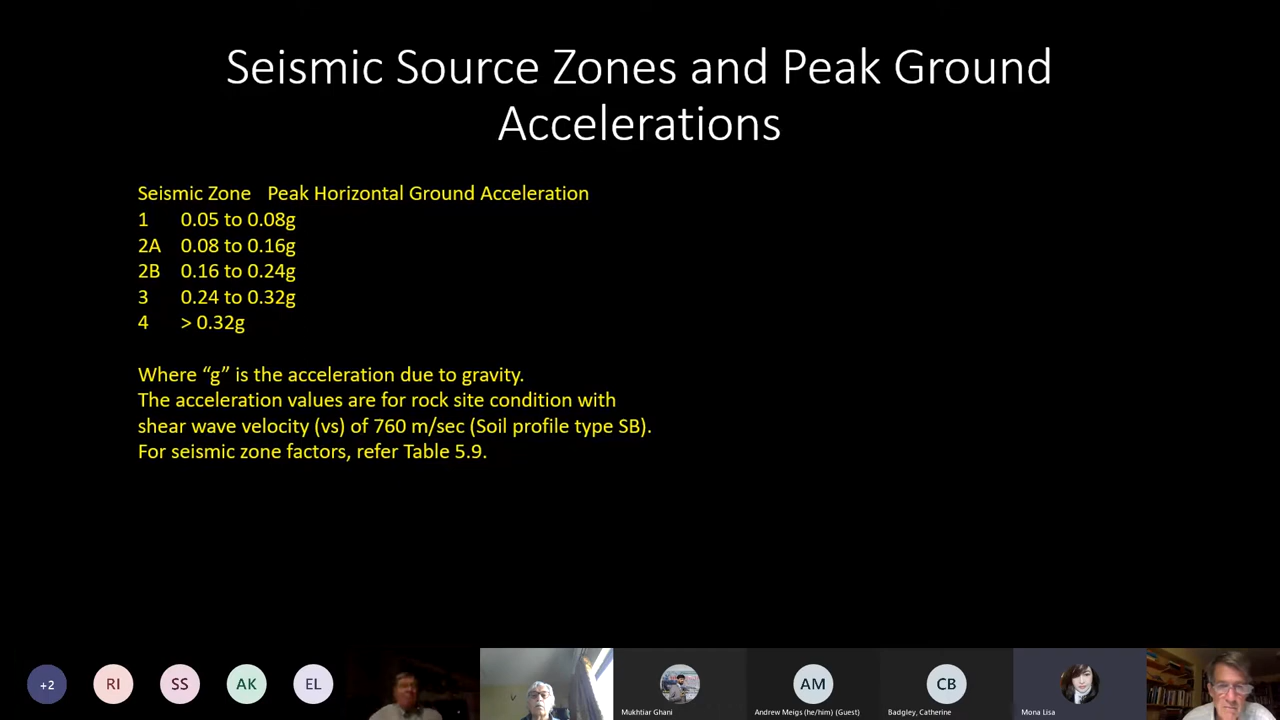 Seismic Source Zones and Peak Ground
Accelerations
Seismic Zone Peak Horizontal Ground Acceleration
1 0.05 to 0.08g
2A 0.08 to 0.16g
2B 0.16 to 0.24g
3 0.24 to 0.32g
4 > 0.32g
Where “g” is the acceleration due to gravity.
The acceleration values are for rock site condition with
shear wave velocity (vs) of 760 m/sec (Soil profile type SB).
For seismic zone factors, refer Table 5.9.
+2 RI SS AK EL AM CB
Mukhtiar Ghani Andrew Meigs (he/him) (Guest) Badgley, Catherine Mona Lisa